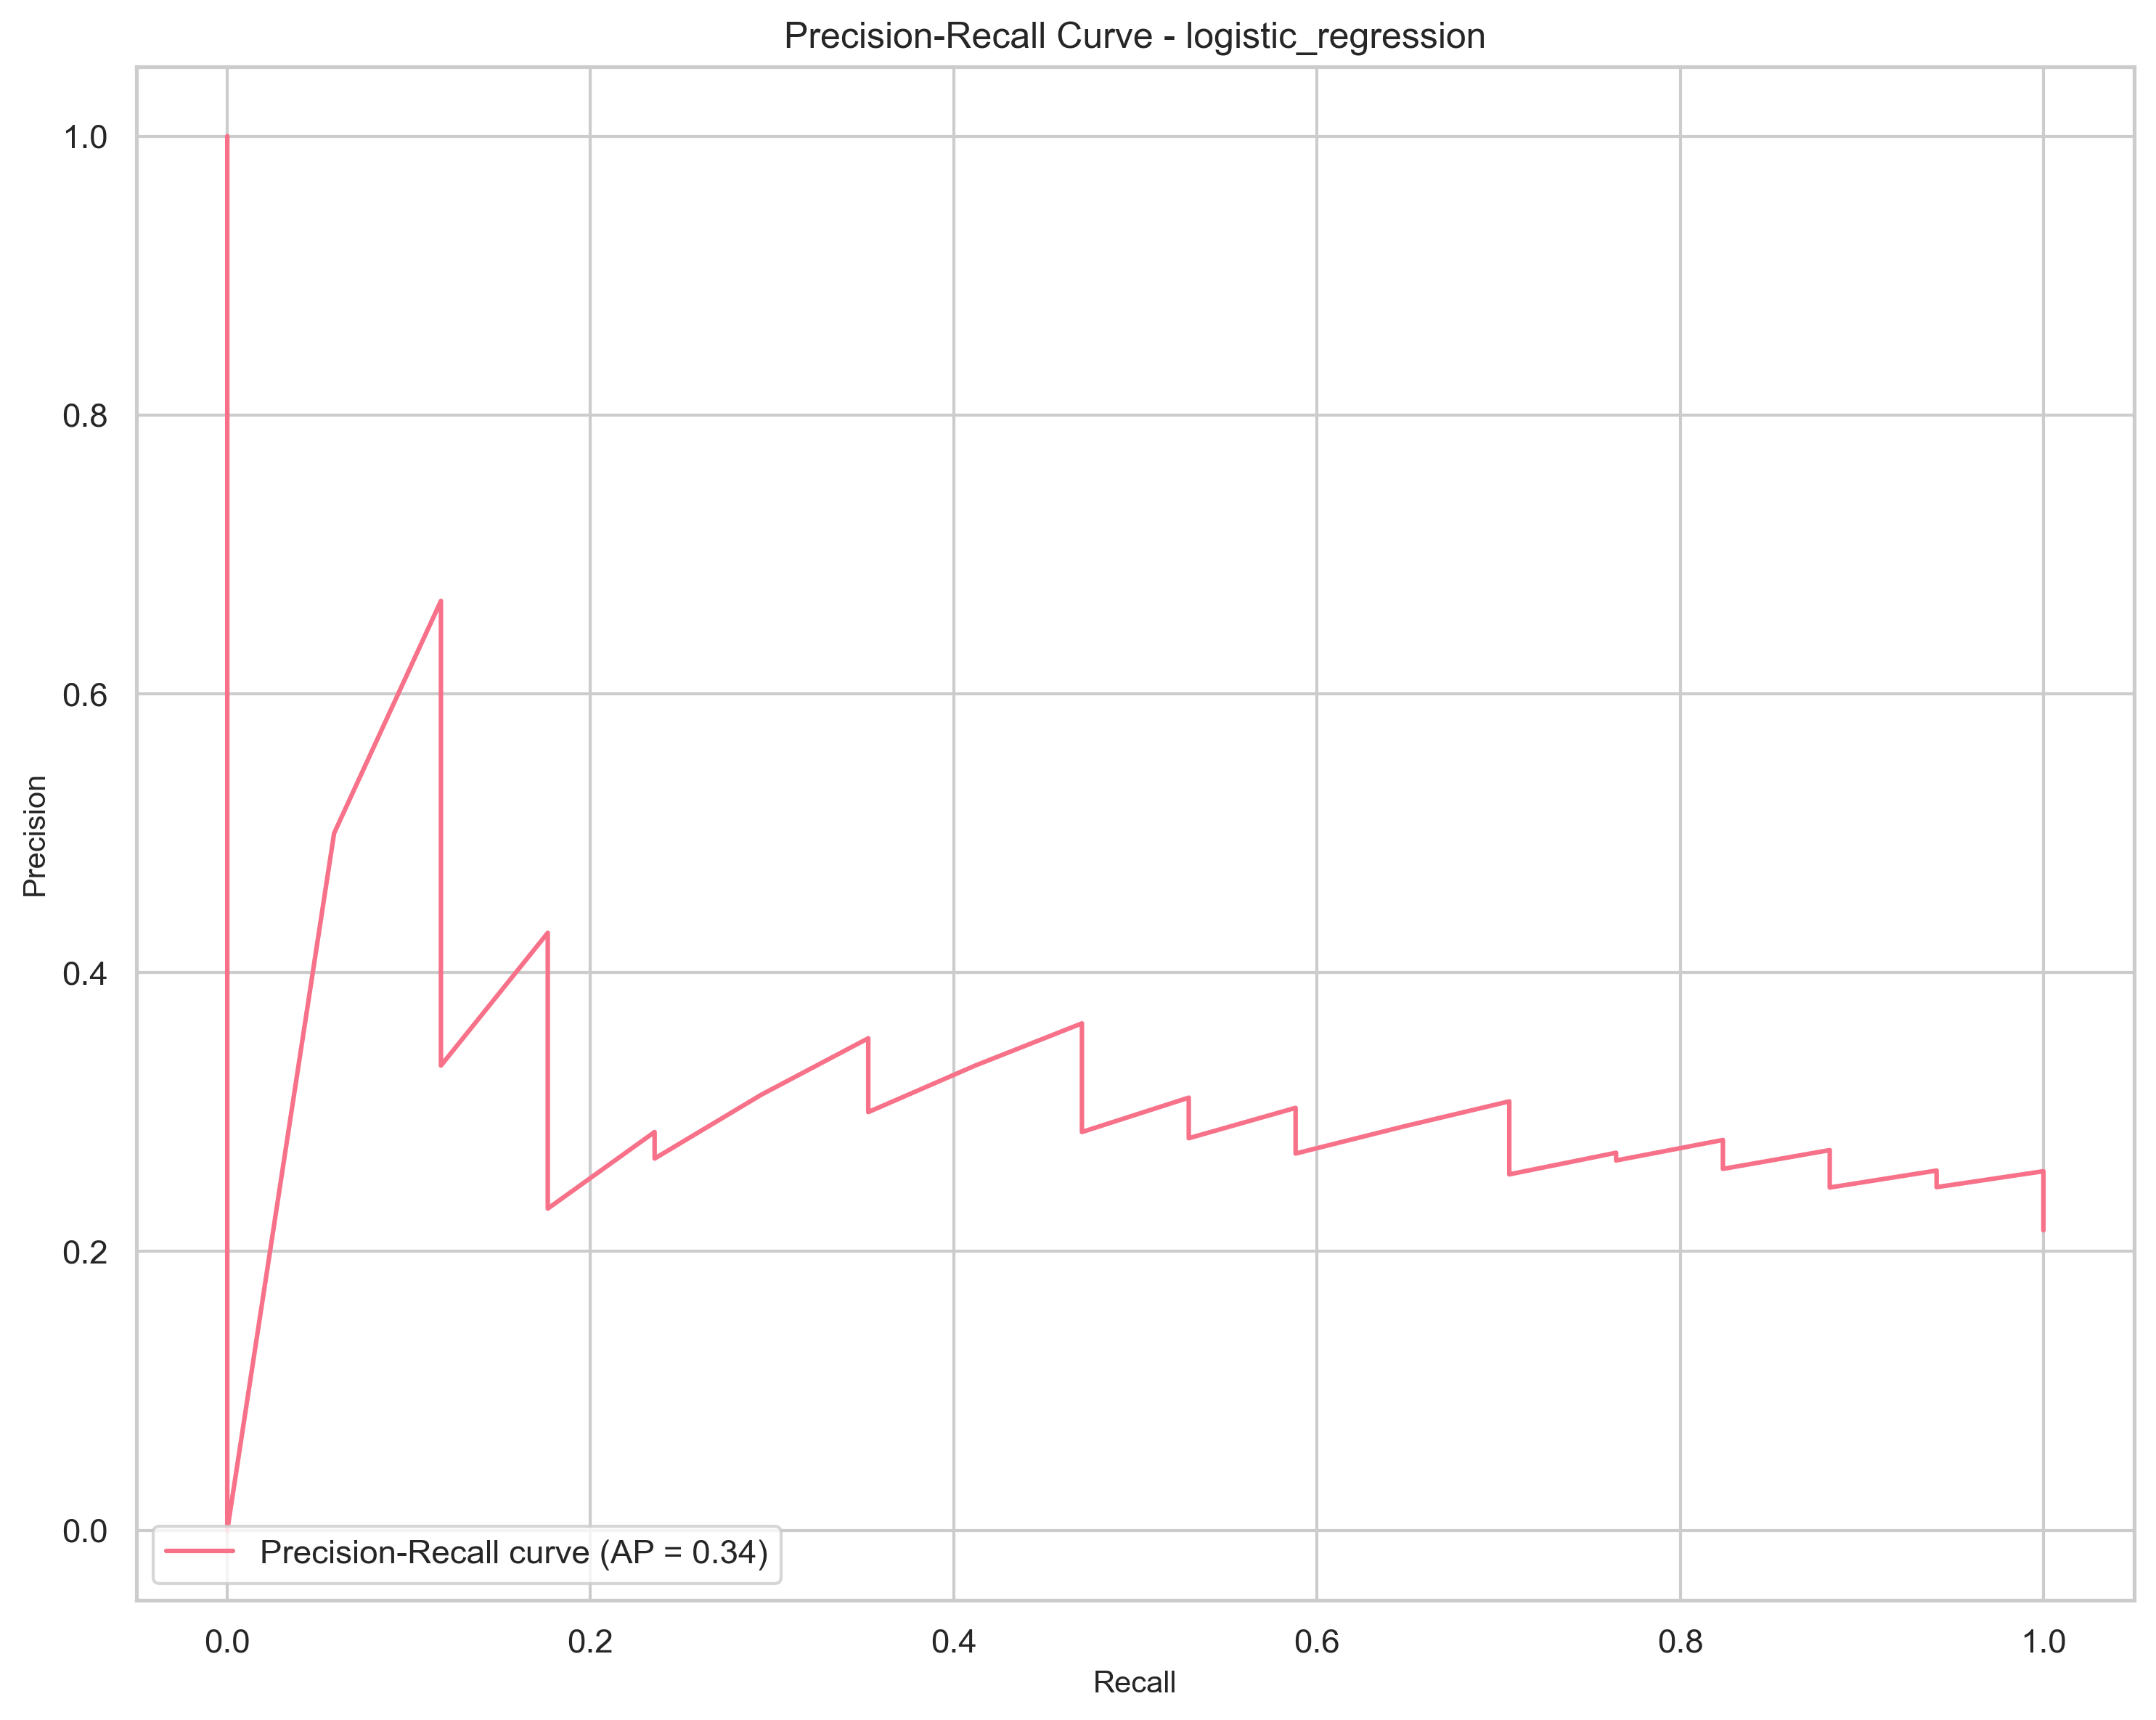 Precision-Recall Curve - logistic_regression
1.0
0.8
0.6
0.4
0.2
0.0
Precision
Precision-Recall curve (AP = 0.34)
0.0 0.2 0.4 0.6 0.8 1.0
Recall